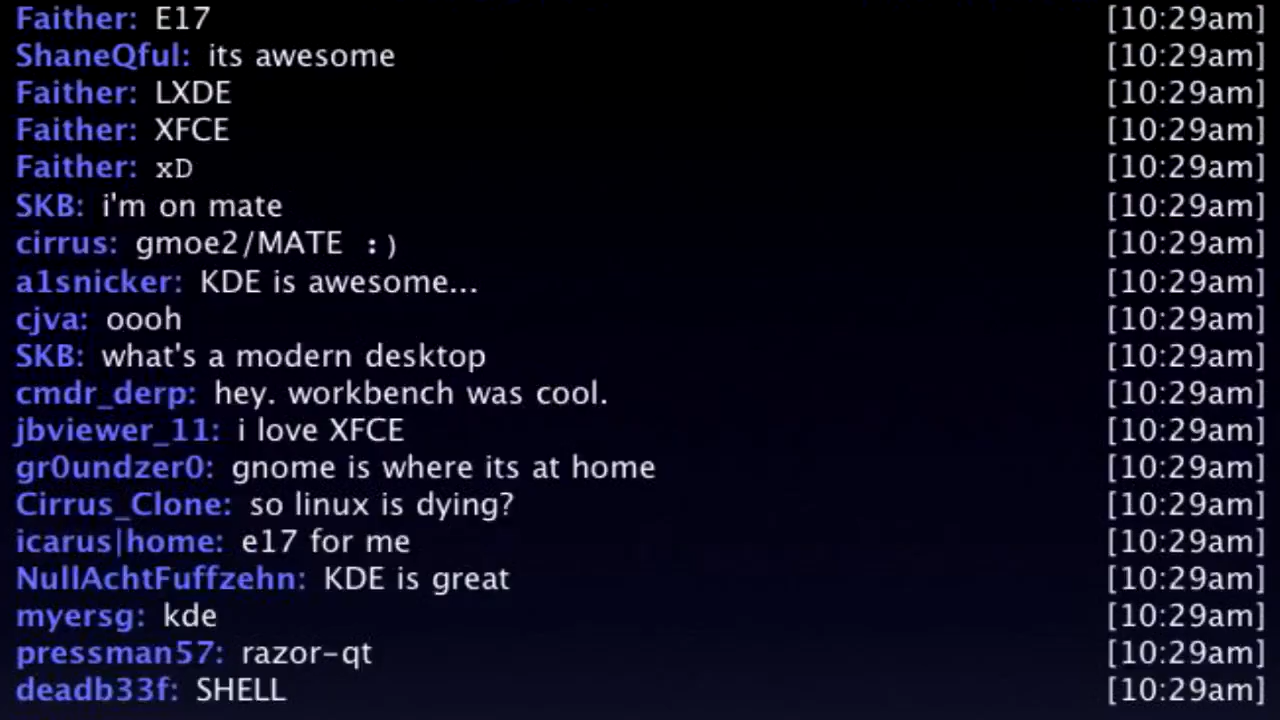 Faither: E17 [10:29am]
ShaneQful: its awesome [10:29am]
Faither: LXDE [10:29am]
Faither: XFCE [10:29am]
Faither: xD [10:29am]
SKB: i'm on mate [10:29am]
cirrus: gmoe2/MATE :) [10:29am]
a1snicker: KDE is awesome... [10:29am]
cjva: oooh [10:29am]
SKB: what's a modern desktop [10:29am]
cmdr_derp: hey. workbench was cool. [10:29am]
jbviewer_11: i love XFCE [10:29am]
gr0undzer0: gnome is where its at home [10:29am]
Cirrus_Clone: so linux is dying? [10:29am]
icarus|home: e17 for me [10:29am]
NullAchtFuffzehn: KDE is great [10:29am]
myersg: kde [10:29am]
pressman57: razor-qt [10:29am]
deadb33f: SHELL [10:29am]